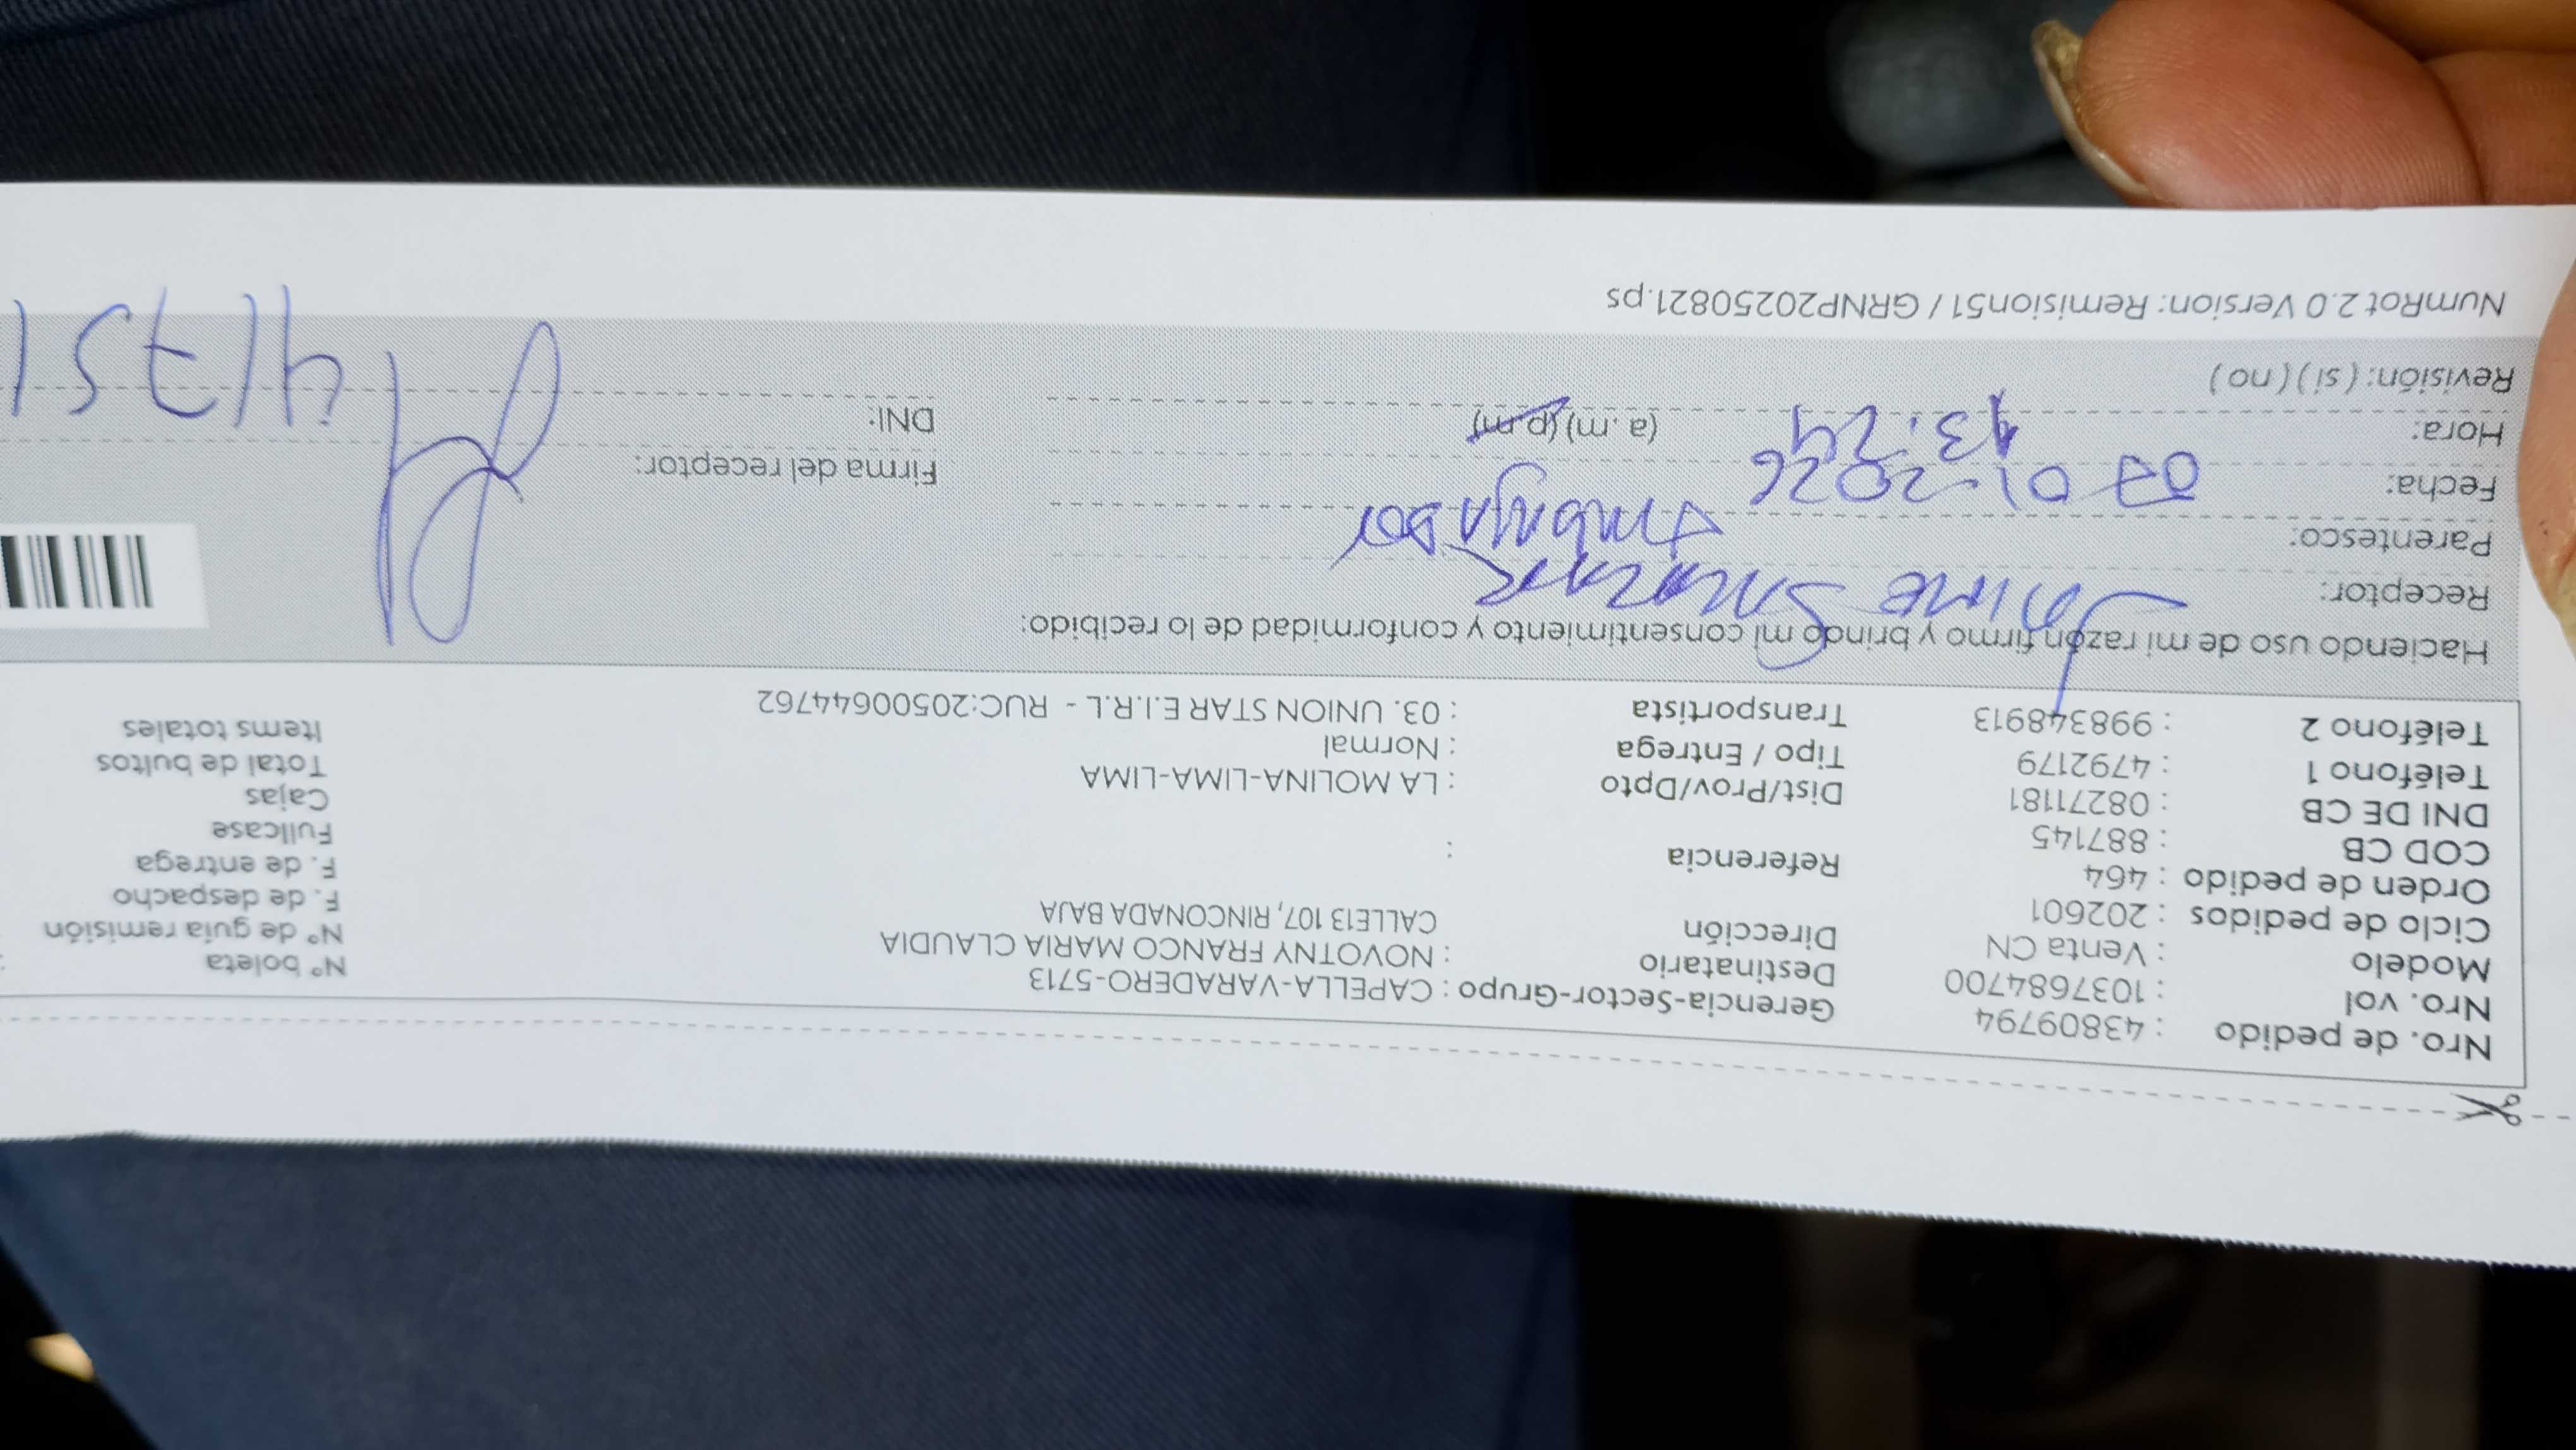 Nro. de pedido : 43809794 Gerencia-Sector-Grupo : CAPELLA-VARADERO-5713 N° boleta :
Nro. vol : 1037684700 Destinatario : NOVOTNY FRANCO MARIA CLAUDIA N° de guía remisión
Modelo : Venta CN Dirección CALLE13 107, RINCONADA BAJA F. de despacho
Ciclo de pedidos : 202601 F. de entrega
Orden de pedido : 464 Referencia : Fullcase
COD CB : 887145 Cajas
DNI DE CB : 08271181 Dist/Prov/Dpto : LA MOLINA-LIMA-LIMA Total de bultos
Teléfono 1 : 4792179 Tipo / Entrega : Normal Items totales
Teléfono 2 : 998348913 Transportista : 03. UNION STAR E.I.R.L - RUC:20500644762
Haciendo uso de mi razón firmo y brindo mi consentimiento y conformidad de lo recibido:
Receptor: Jaime Salazar
Parentesco:
Fecha: 07 01-2026 Firma del receptor:
Hora: 13:24 (a.m) (p.m) DNI: 41751
Revisión: ( si ) ( no )
NumRot 2.0 Version: Remision51 / GRNP20250821.ps